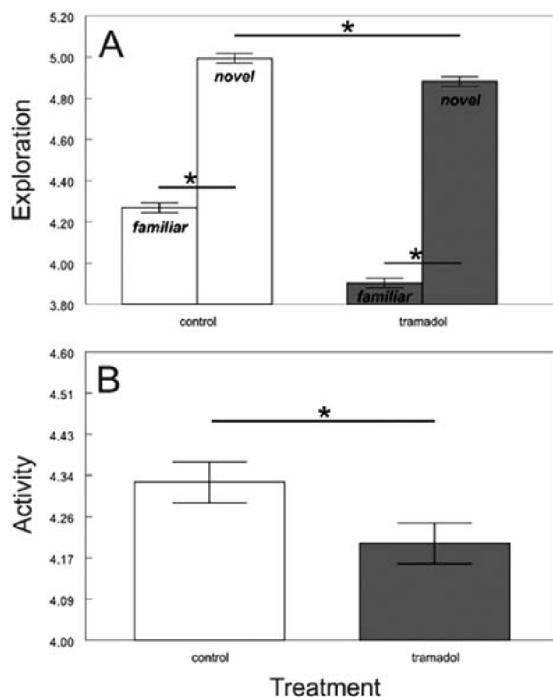 A
5.20
5.00
4.80
4.60
4.40
4.20
4.00
3.80
Exploration
*
novel
*
novel
*
familiar
familiar
control
tramadol
B
4.60
4.51
4.43
4.34
4.26
4.17
4.09
4.00
Activity
*
control
tramadol
Treatment